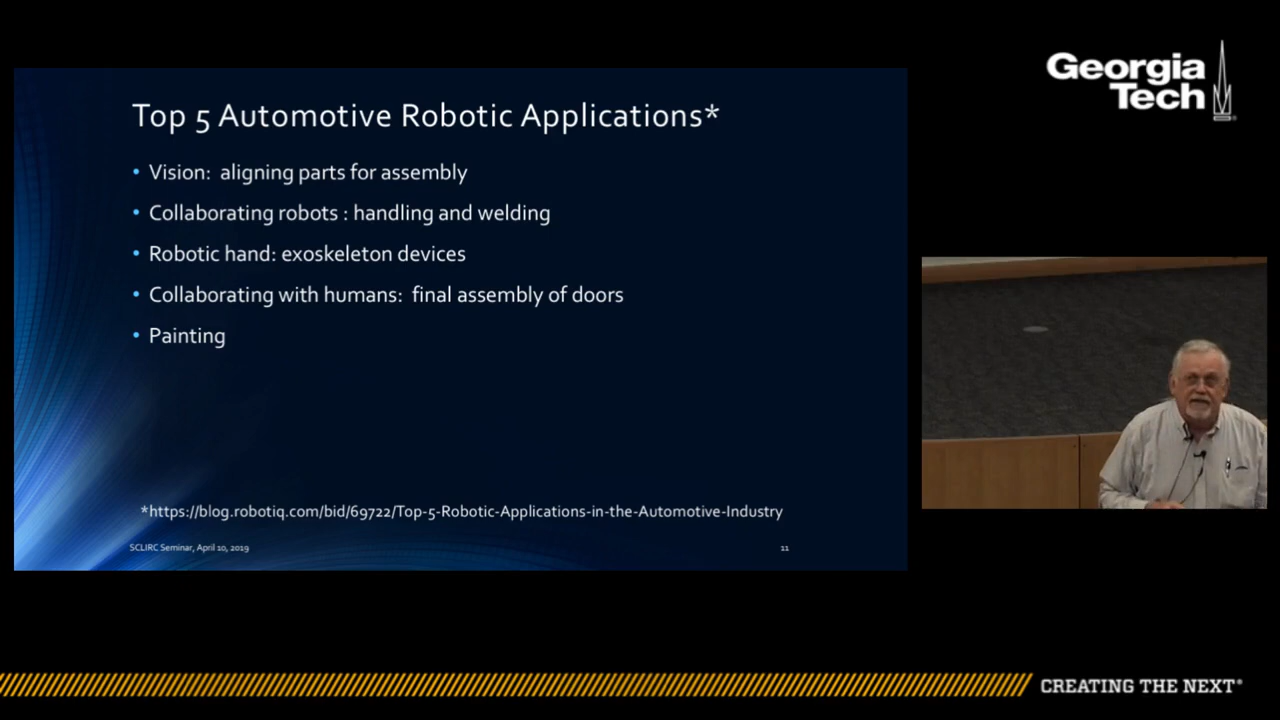 Georgia
Tech
Top 5 Automotive Robotic Applications*
• Vision:  aligning parts for assembly
• Collaborating robots : handling and welding
• Robotic hand: exoskeleton devices
• Collaborating with humans:  final assembly of doors
• Painting
*https://blog.robotiq.com/bid/69722/Top-5-Robotic-Applications-in-the-Automotive-Industry
SCLIRC Seminar, April 10, 2019
11
CREATING THE NEXT®